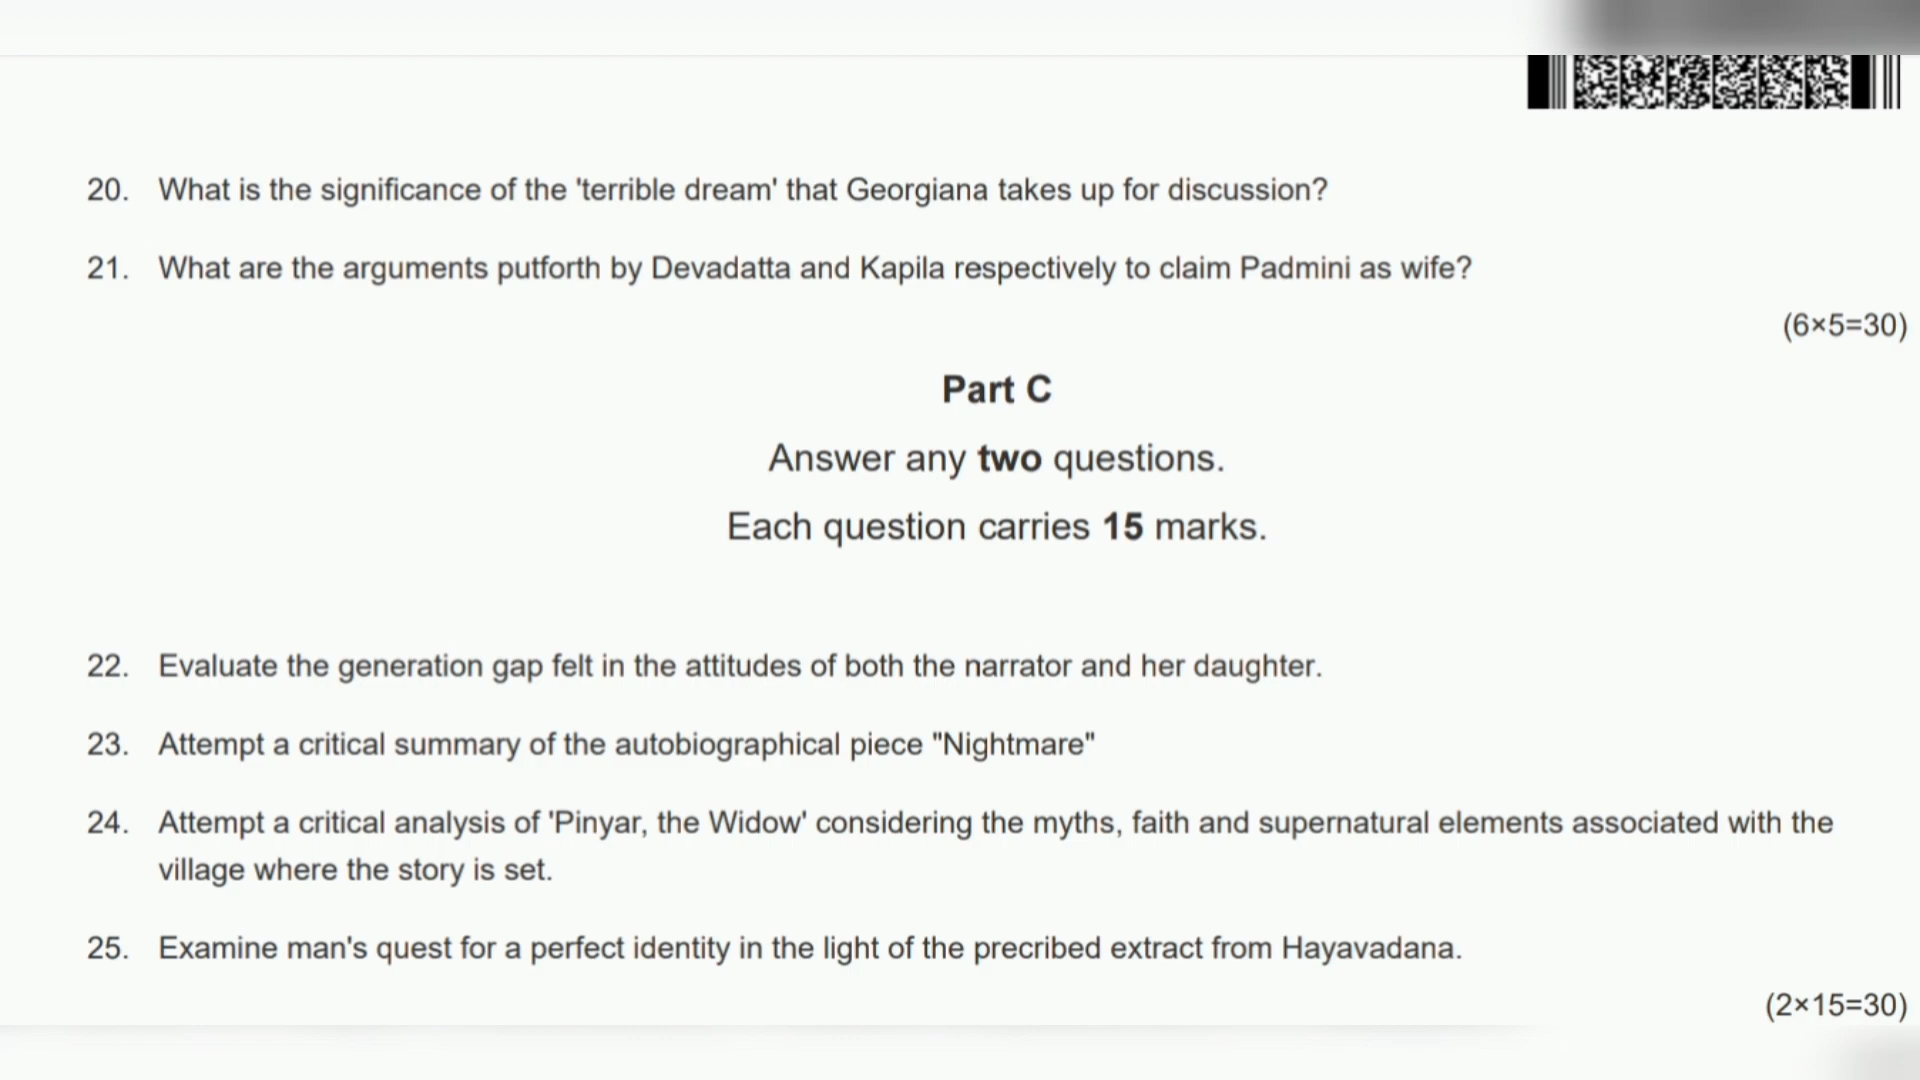 20. What is the significance of the 'terrible dream' that Georgiana takes up for discussion?
21. What are the arguments putforth by Devadatta and Kapila respectively to claim Padmini as wife?
(6×5=30)
Part C
Answer any two questions.
Each question carries 15 marks.
22. Evaluate the generation gap felt in the attitudes of both the narrator and her daughter.
23. Attempt a critical summary of the autobiographical piece "Nightmare"
24. Attempt a critical analysis of 'Pinyar, the Widow' considering the myths, faith and supernatural elements associated with the
village where the story is set.
25. Examine man's quest for a perfect identity in the light of the precribed extract from Hayavadana.
(2×15=30)